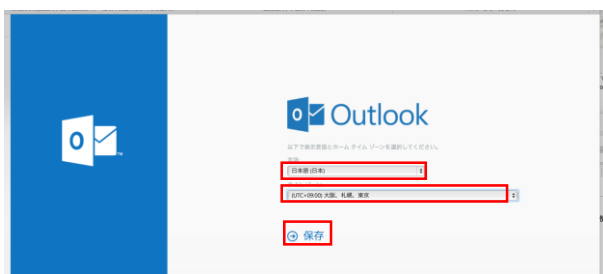 Outlook
以下で表示言語とホーム タイム ゾーンを選択してください。
日本語 (日本)
(UTC+09:00) 大阪、札幌、東京
保存